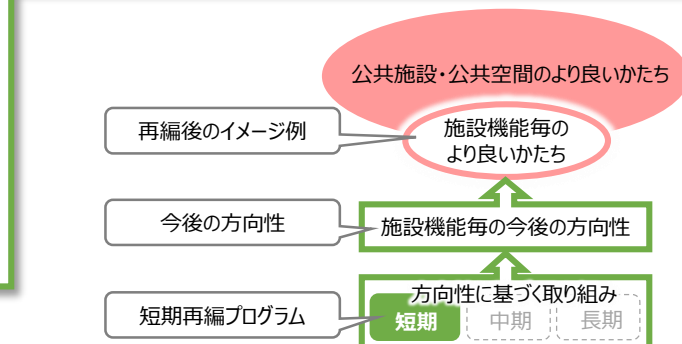 公共施設・公共空間のより良いかたち
再編後のイメージ例
施設機能毎の
より良いかたち
今後の方向性
施設機能毎の今後の方向性
短期再編プログラム
方向性に基づく取り組み
短期
中期
長期